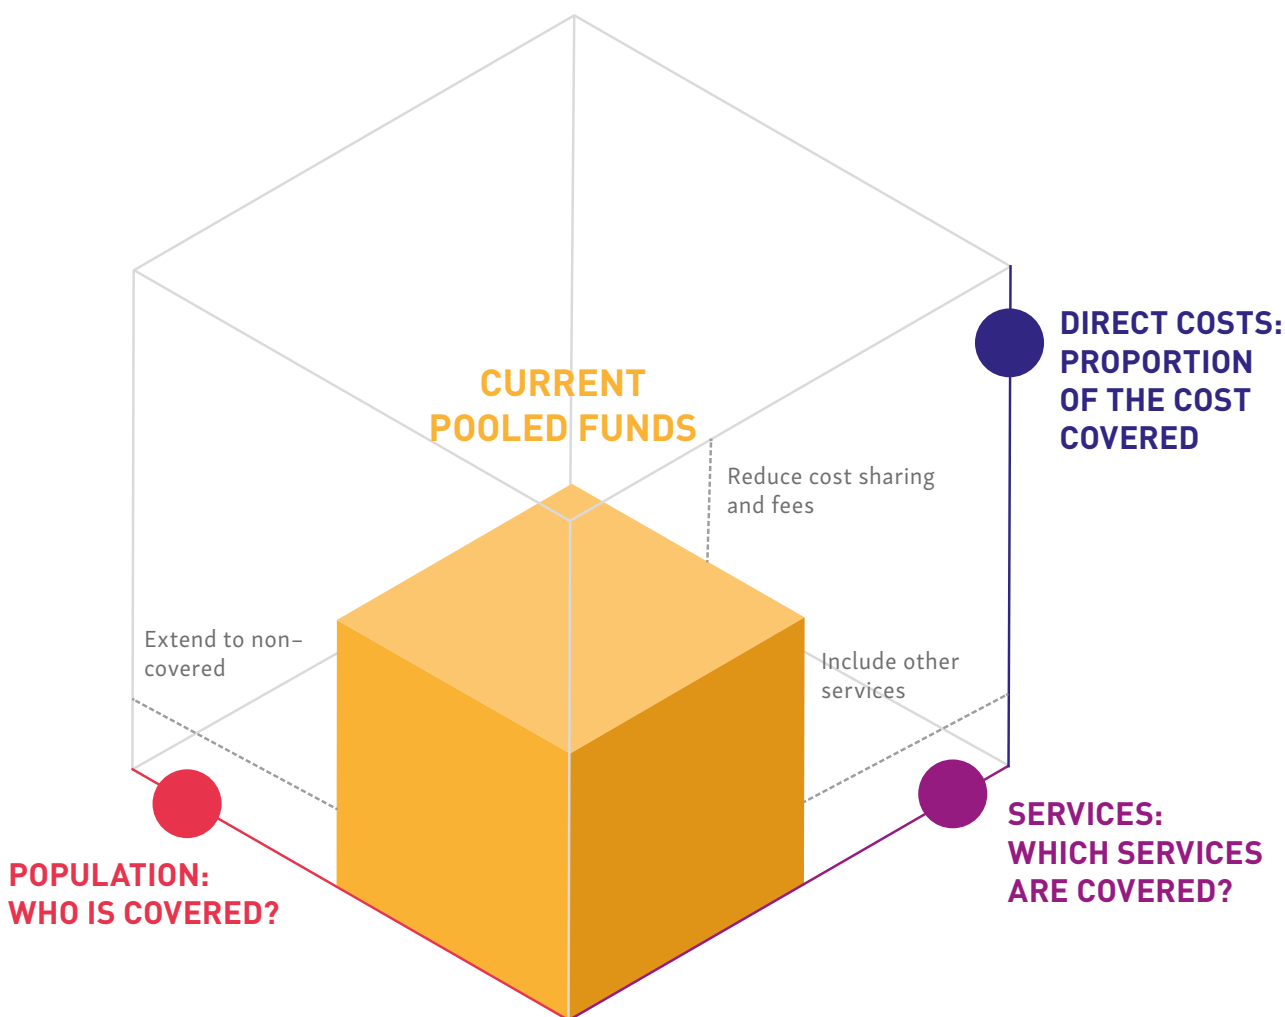 CURRENT
POOLED FUNDS
DIRECT COSTS:
PROPORTION
OF THE COST
COVERED
Reduce cost sharing
and fees
Extend to non–
covered
Include other
services
POPULATION:
WHO IS COVERED?
SERVICES:
WHICH SERVICES
ARE COVERED?